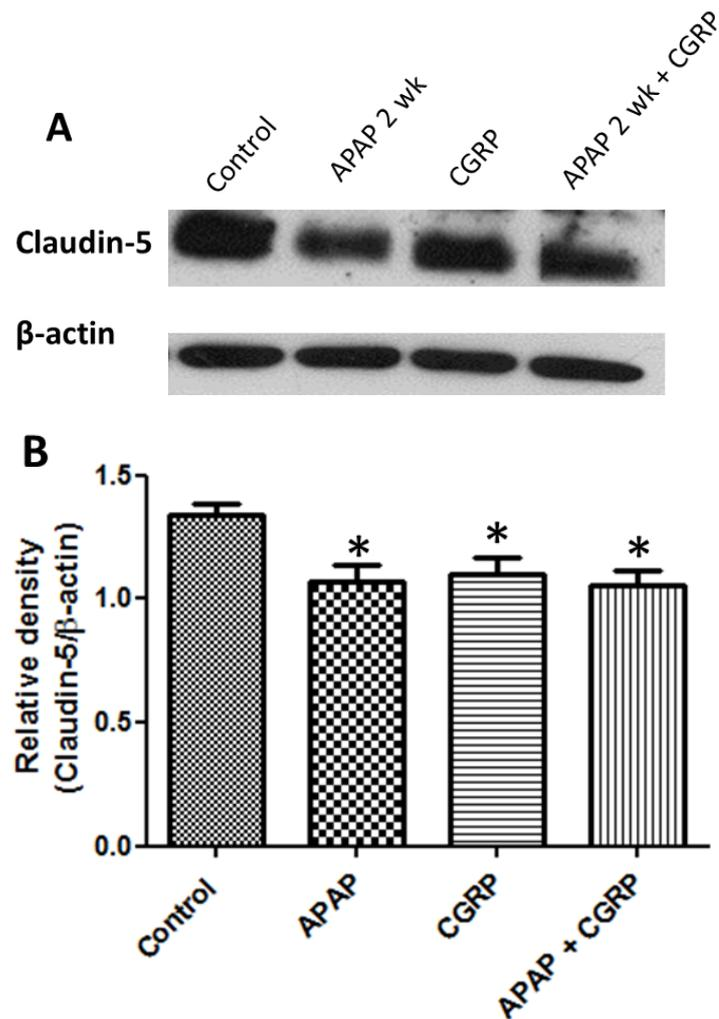 A
Control
APAP 2 wk
CGRP
APAP 2 wk + CGRP
Claudin-5
β-actin
B
Relative density
(Claudin-5/β-actin)
1.5
1.0
0.5
0.0
*
*
*
Control
APAP
CGRP
APAP + CGRP